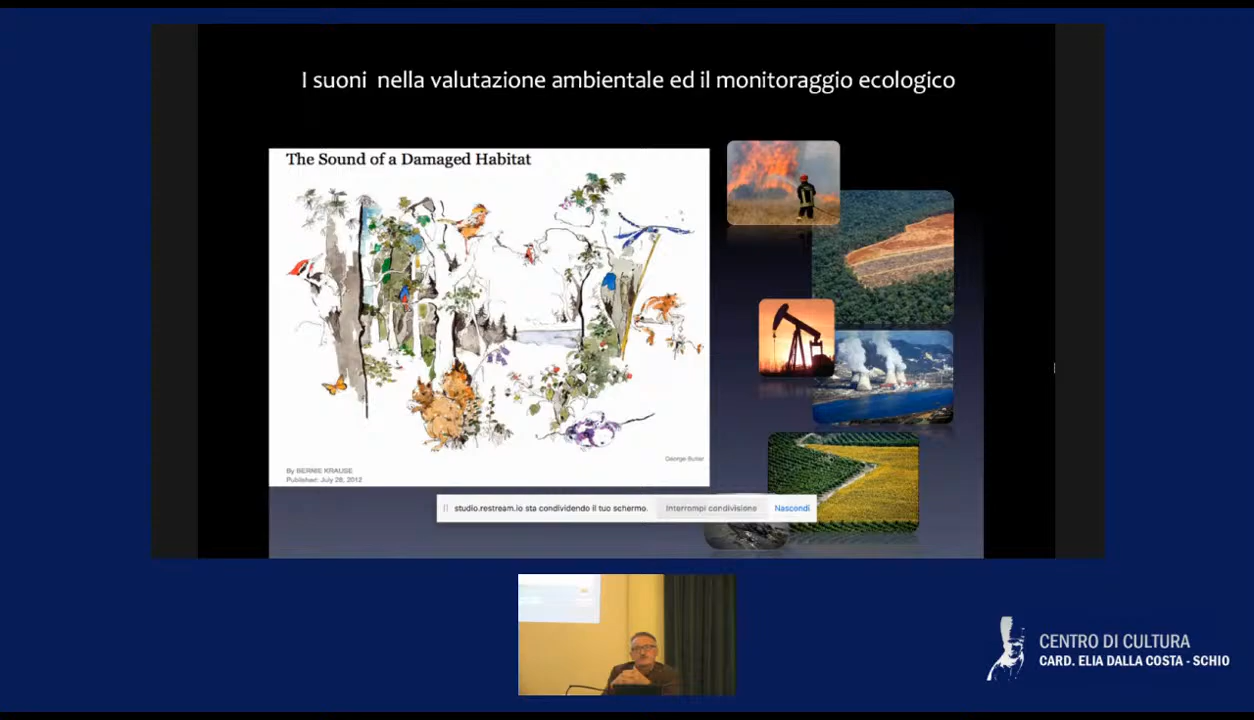 I suoni nella valutazione ambientale ed il monitoraggio ecologico
The Sound of a Damaged Habitat
George Butler
By BERNIE KRAUSE
Published: July 28, 2012
studio.restream.io sta condividendo il tuo schermo.
Interrompi condivisione
Nascondi
CENTRO DI CULTURA
CARD. ELIA DALLA COSTA - SCHIO